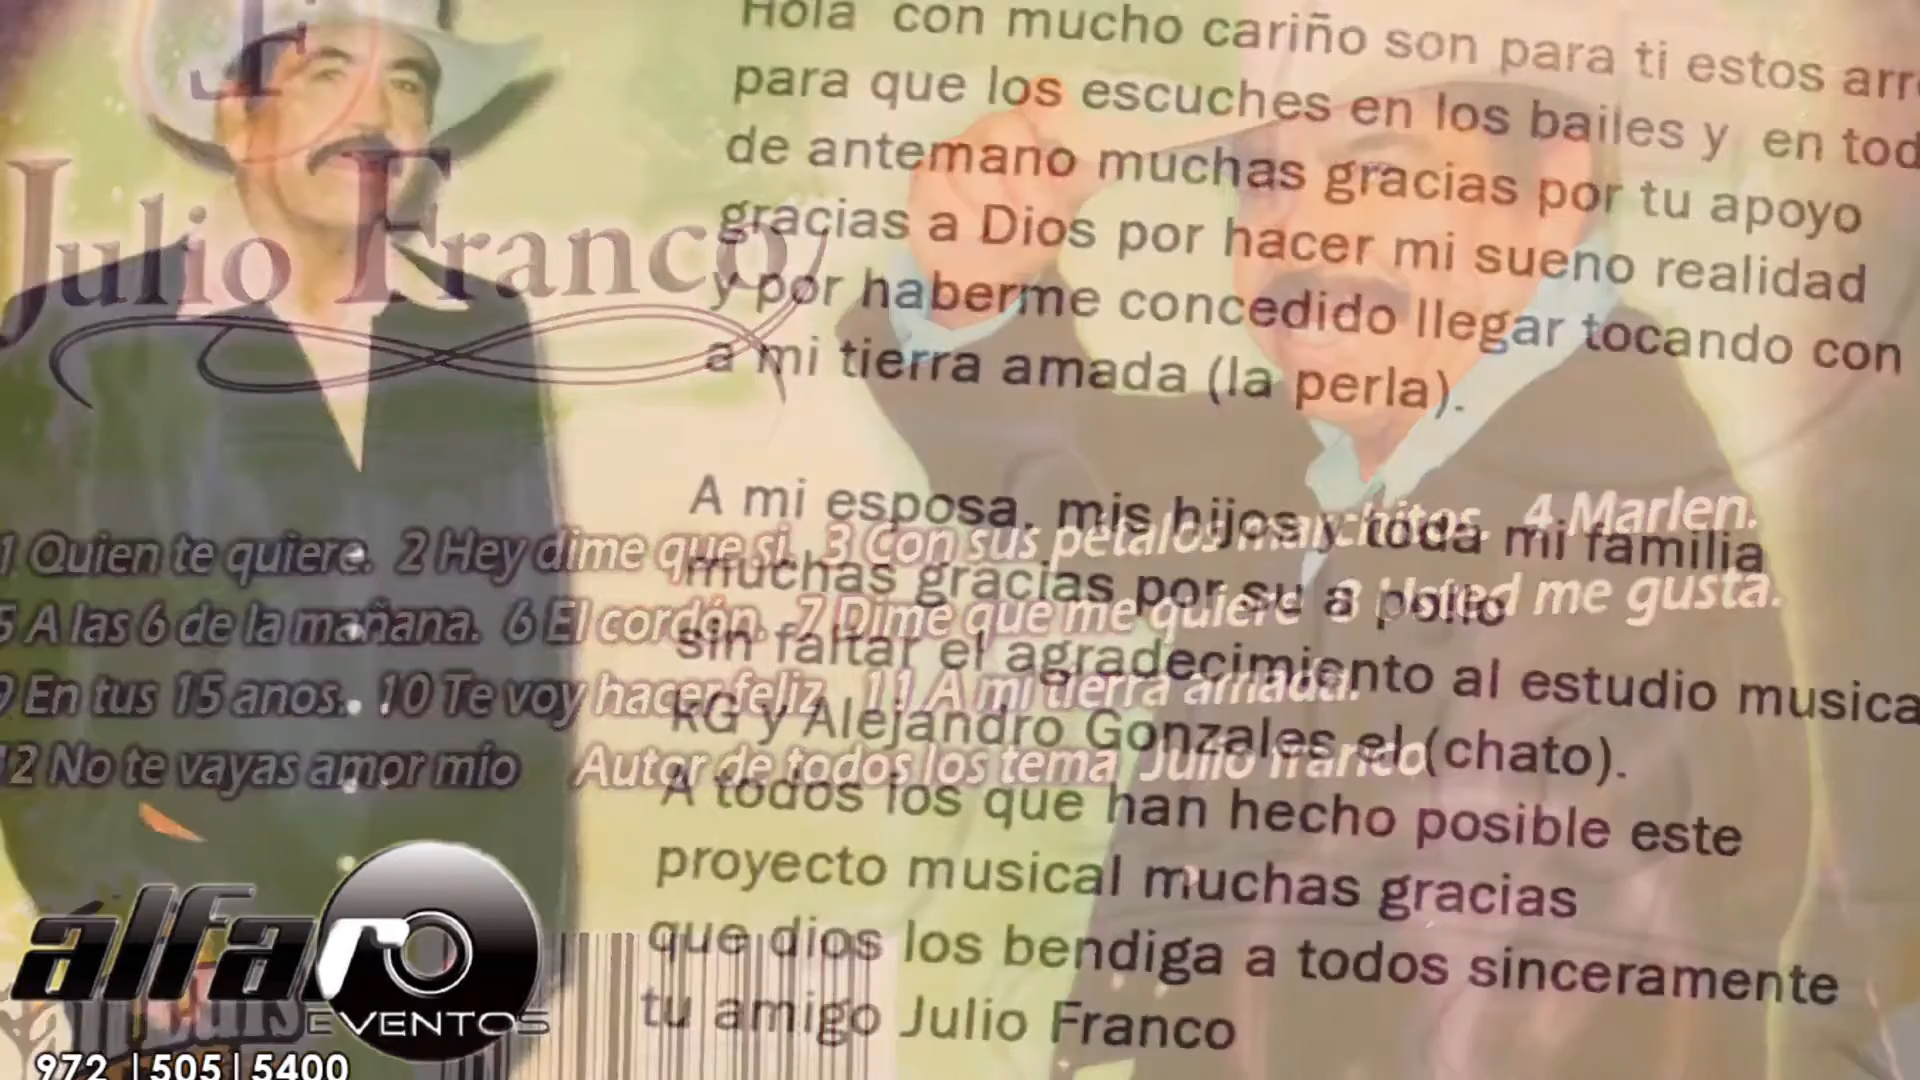 Hola con mucho cariño son para ti estos
para que los escuches en los bailes y en
de antemano muchas gracias por tu apoyo
gracias a Dios por hacer mi sueno realidad
y por haberme concedido llegar tocando con
a mi tierra amada (la perla).
A mi esposa, mis hijos y toda mi familia
muchas gracias por su a pollo
sin faltar el agradecimiento al estudio
KG y Alejandro Gonzales el (chato).
A todos los que han hecho posible este
proyecto musical muchas gracias
que dios los bendiga a todos sinceramente
tu amigo Julio Franco
JF
Julio Franco
1 Quien te quiere. 2 Hey dime que si. 3 Con sus petalos marchitos. 4 Marlen.
5 A las 6 de la mañana. 6 El cordón. 7 Dime que me quiere 8 Usted me gusta.
9 En tus 15 anos. 10 Te voy hacer feliz. 11 A mi tierra amada.
12 No te vayas amor mío Autor de todos los tema Julio franco
alfaro
EVENTOS
972 | 505 | 5400